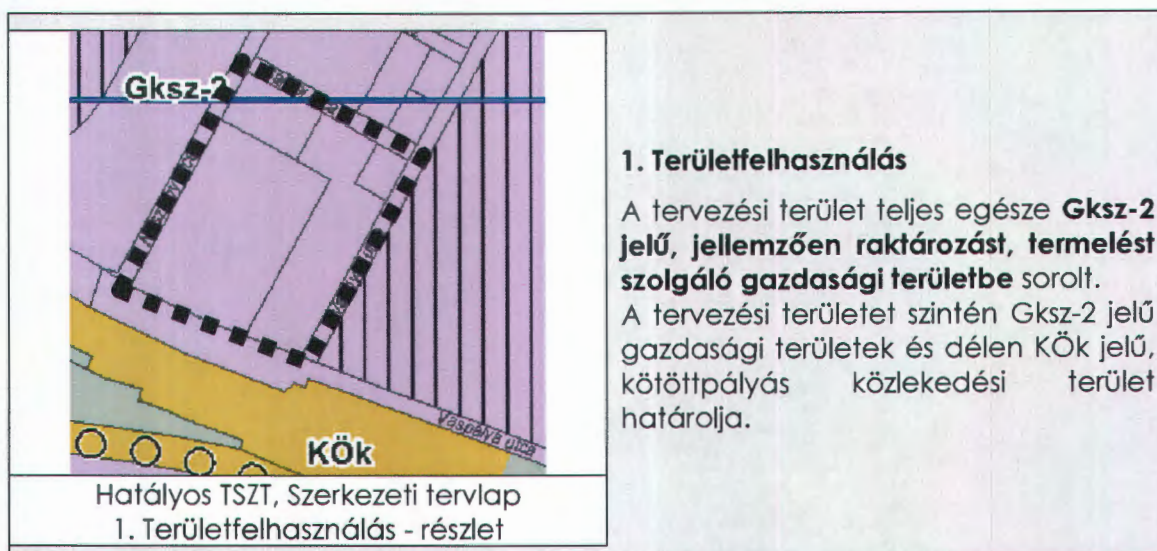 Gksz-2
KÖk
Vaspálya utca
Hatályos TSZT, Szerkezeti tervlap
1. Területfelhasználás - részlet
1. Területfelhasználás
A tervezési terület teljes egésze Gksz-2
jelű, jellemzően raktározást, termelést
szolgáló gazdasági területbe sorolt.
A tervezési területet szintén Gksz-2 jelű
gazdasági területek és délen KÖk jelű,
kötöttpályás közlekedési terület
határolja.